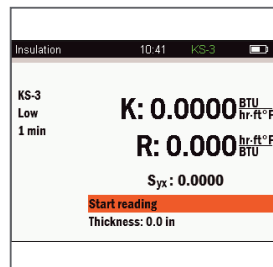 Insulation 10:41 KS-3
KS-3
Low
1 min
K: 0.0000 BTU
hr·ft°F
R: 0.000 hr·ft°F
BTU
Syx: 0.0000
Start reading
Thickness: 0.0 in